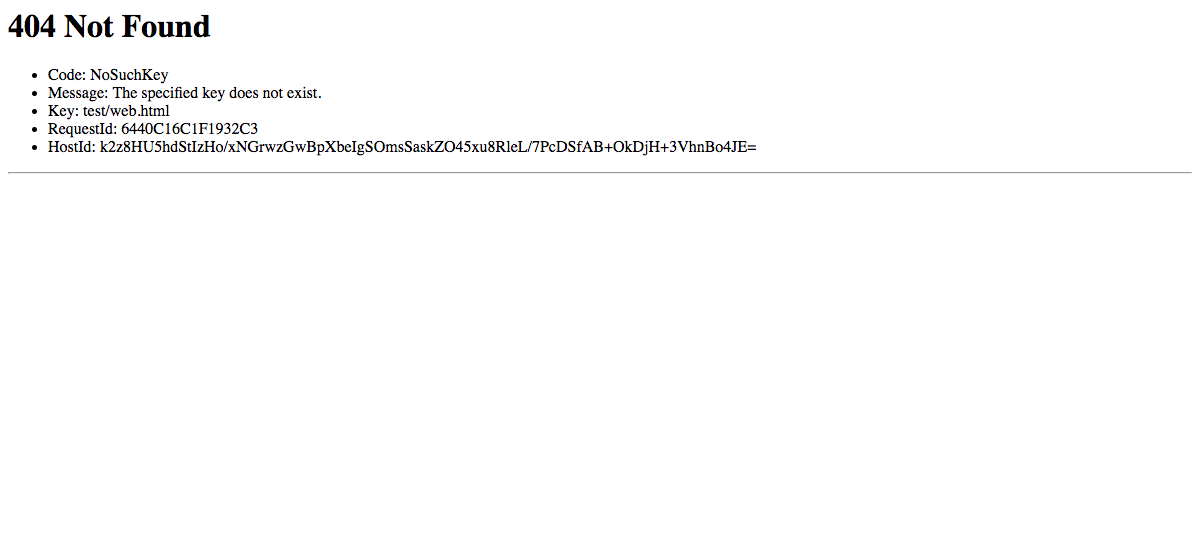 404 Not Found
• Code: NoSuchKey
• Message: The specified key does not exist.
• Key: test/web.html
• RequestId: 6440C16C1F1932C3
• HostId: k2z8HU5hdStIzHo/xNGrwzGwBpXbeIgSOmsSaskZO45xu8RleL/7PcDSfAB+OkDjH+3VhnBo4JE=